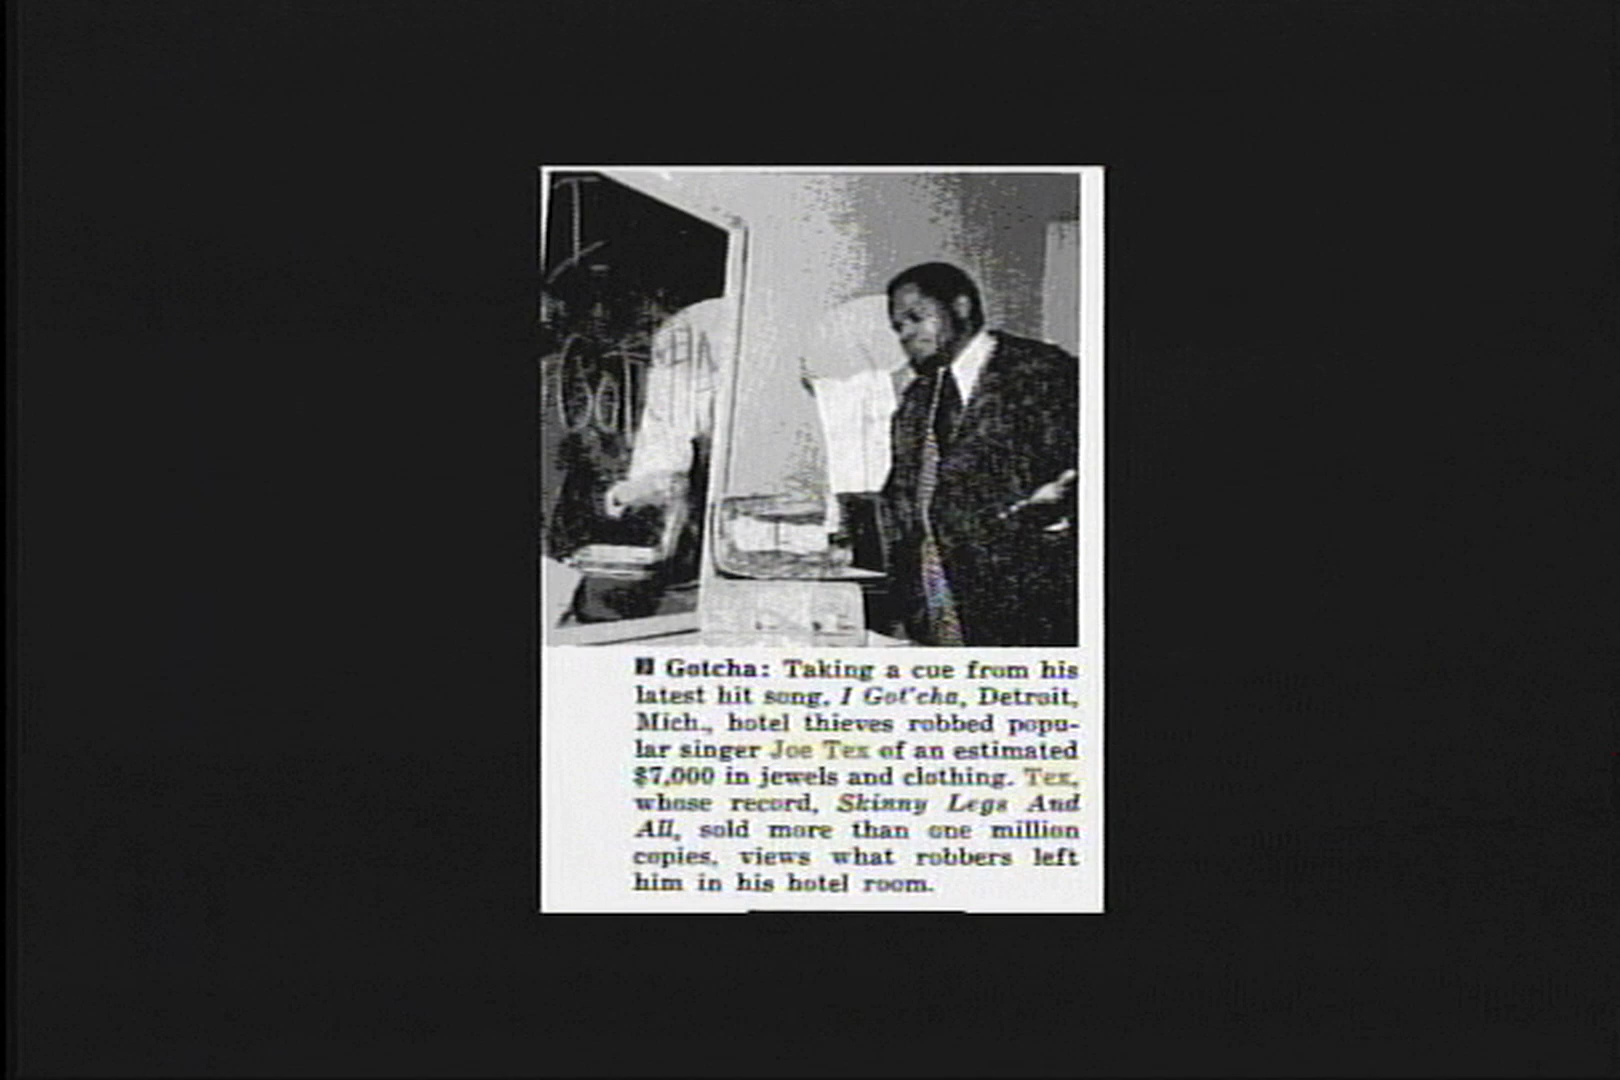 Got
Gotcha: Taking a cue from his
latest hit song, I Got'cha, Detroit,
Mich., hotel thieves robbed popu-
lar singer Joe Tex of an estimated
$7,000 in jewels and clothing. Tex,
whose record, Skinny Legs And
All, sold more than one million
copies, views what robbers left
him in his hotel room.